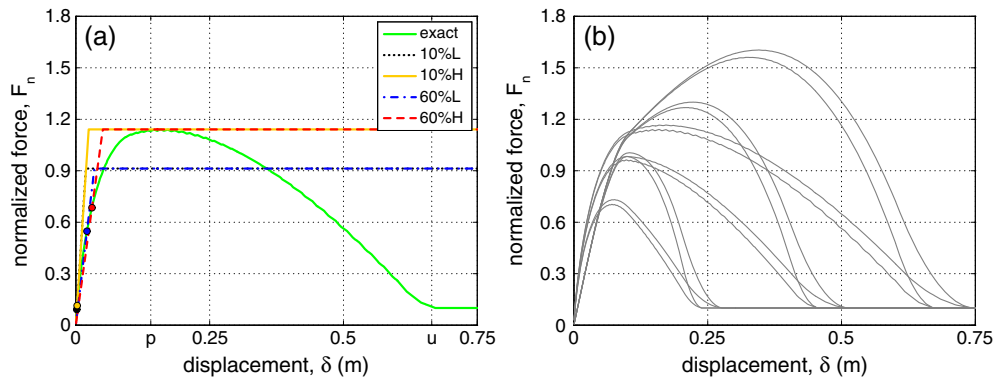 (a)
exact
10%L
10%H
60%L
60%H
1.8
1.5
1.2
0.9
0.6
0.3
0
normalized force, Fₙ
0 p 0.25 0.5 u 0.75
displacement, δ (m)
(b)
1.8
1.5
1.2
0.9
0.6
0.3
0
normalized force, Fₙ
0 0.25 0.5 0.75
displacement, δ (m)